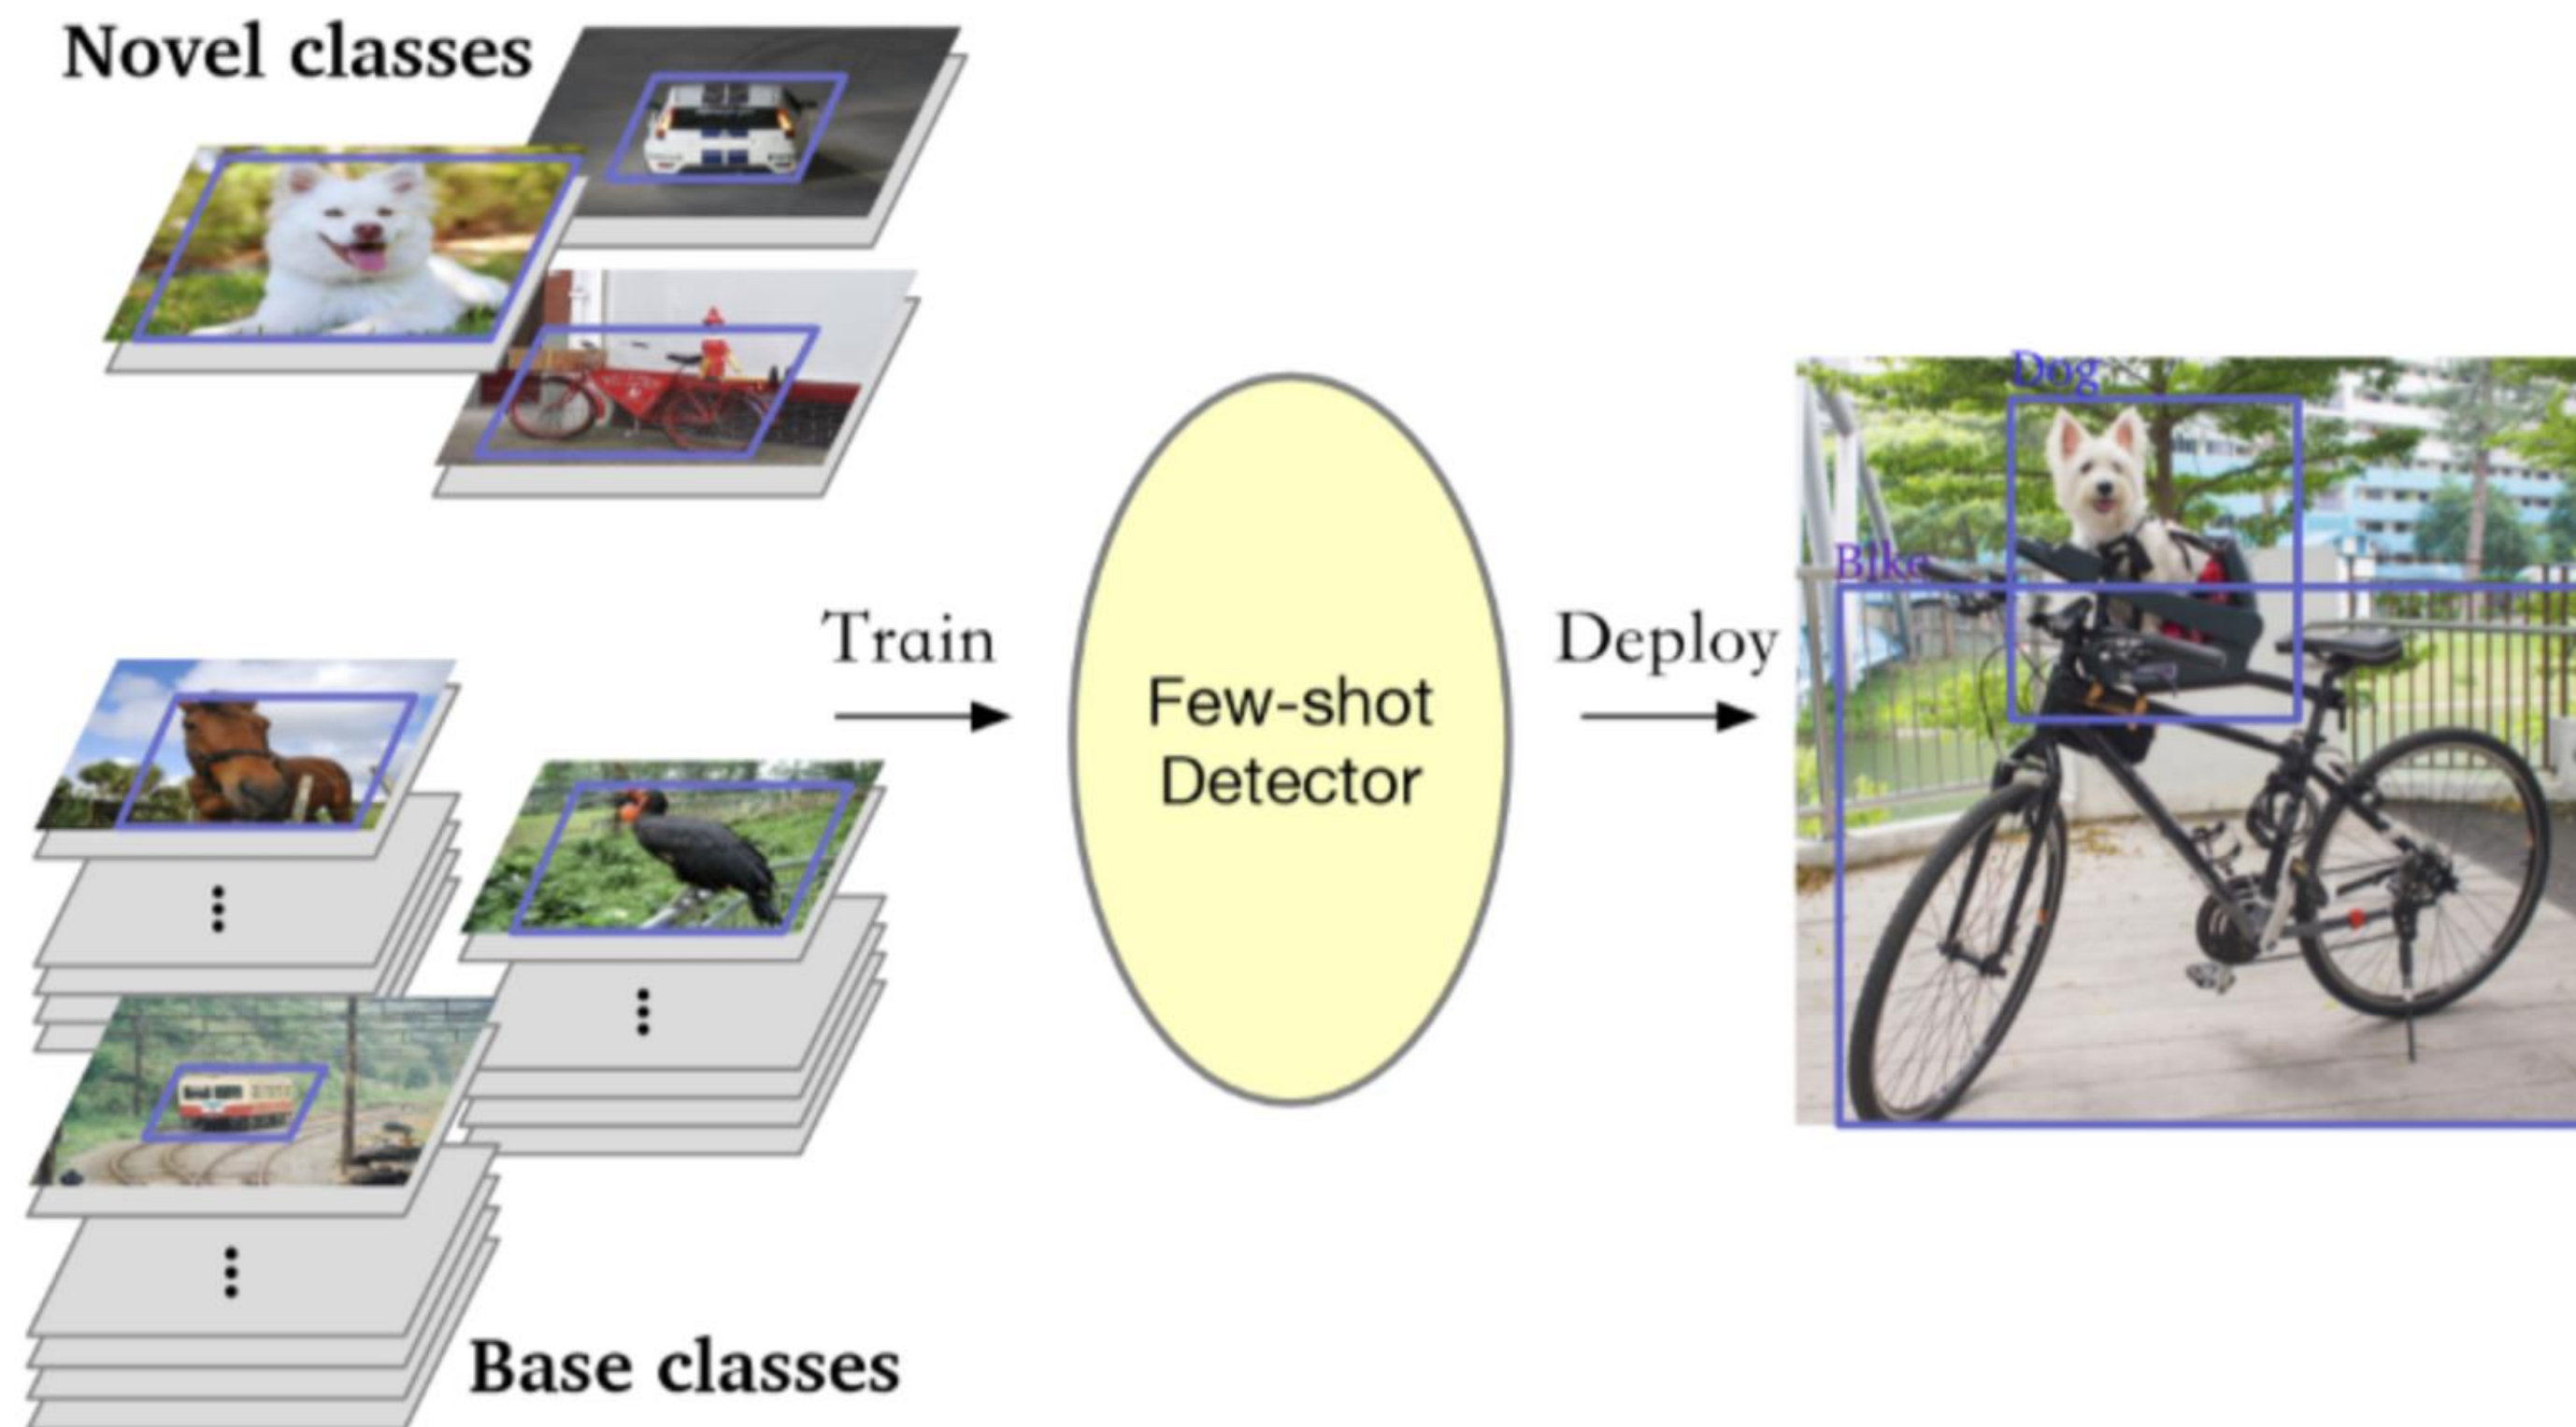 Novel classes
Train
Few-shot
Detector
Deploy
Dog
Bike
Base classes